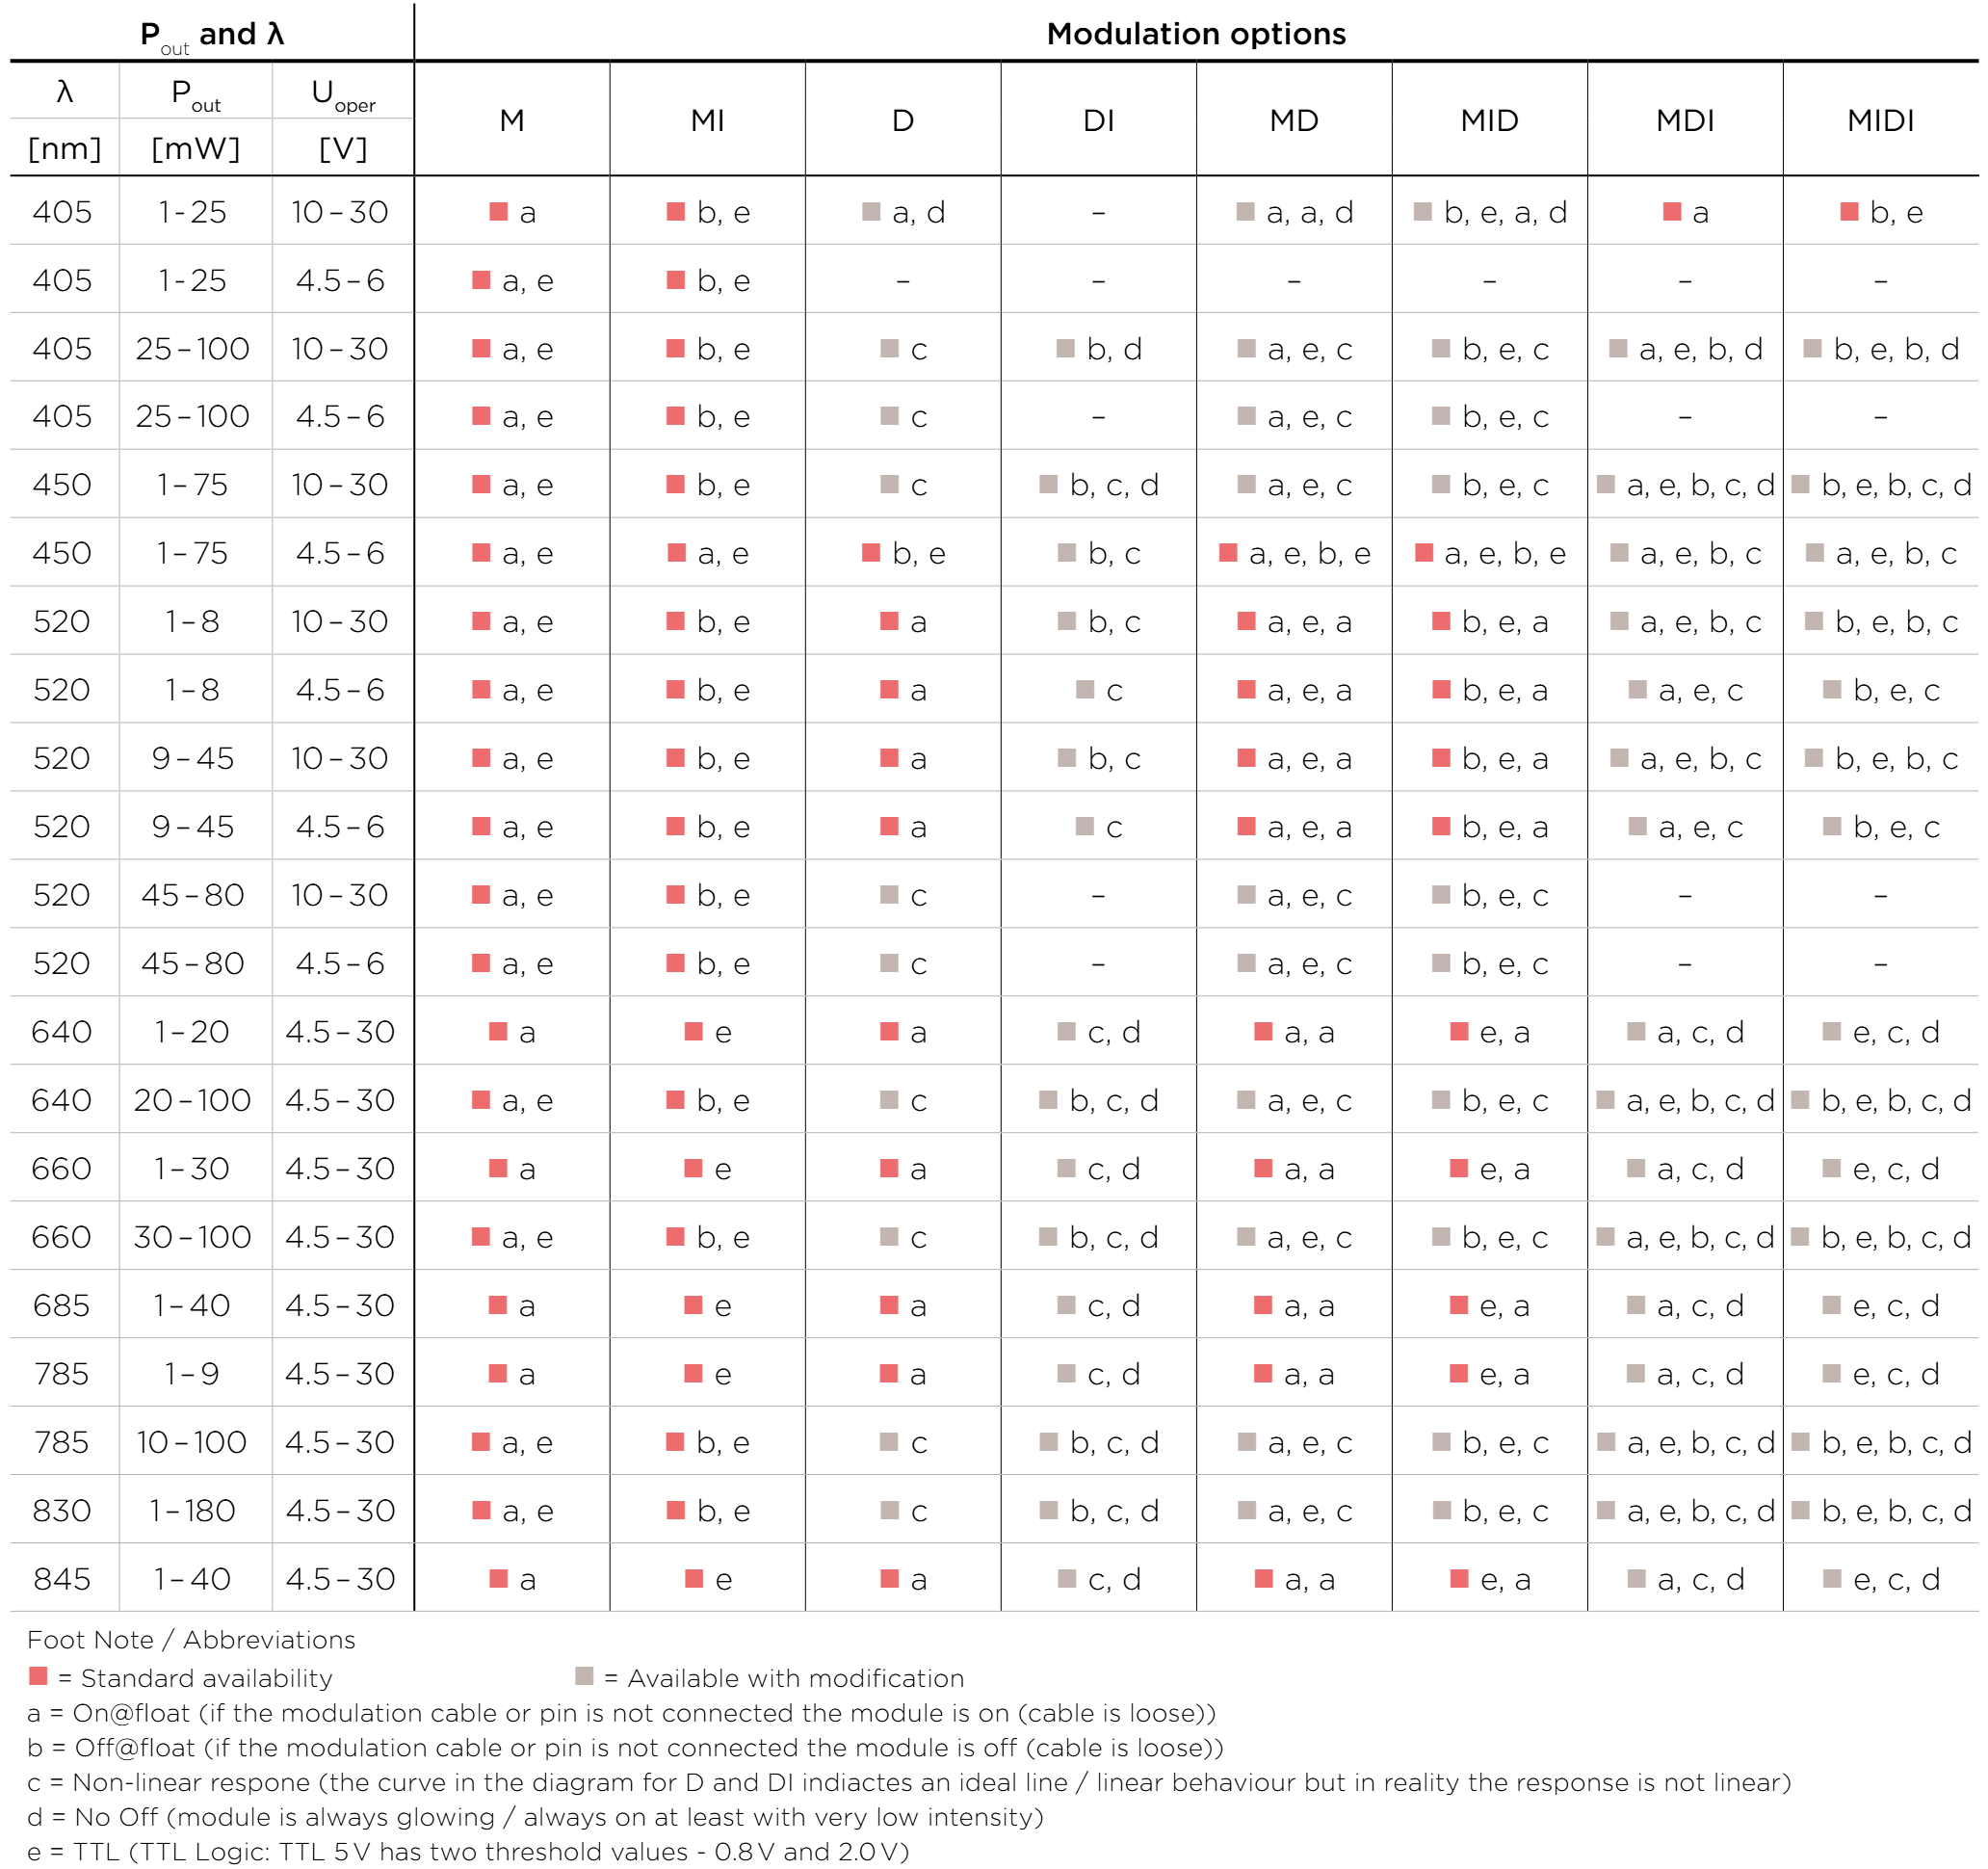 Pout and λ Modulation options
λ Pout Uoper M MI D DI MD MID MDI MIDI
[nm] [mW] [V]
405 1-25 10–30 ■ a ■ b, e ■ a, d – ■ a, a, d ■ b, e, a, d ■ a ■ b, e
405 1-25 4.5–6 ■ a, e ■ b, e – – – – – –
405 25–100 10–30 ■ a, e ■ b, e ■ c ■ b, d ■ a, e, c ■ b, e, c ■ a, e, b, d ■ b, e, b, d
405 25–100 4.5–6 ■ a, e ■ b, e ■ c – ■ a, e, c ■ b, e, c – –
450 1–75 10–30 ■ a, e ■ b, e ■ c ■ b, c, d ■ a, e, c ■ b, e, c ■ a, e, b, c, d ■ b, e, b, c, d
450 1–75 4.5–6 ■ a, e ■ a, e ■ b, e ■ b, c ■ a, e, b, e ■ a, e, b, e ■ a, e, b, c ■ a, e, b, c
520 1–8 10–30 ■ a, e ■ b, e ■ a ■ b, c ■ a, e, a ■ b, e, a ■ a, e, b, c ■ b, e, b, c
520 1–8 4.5–6 ■ a, e ■ b, e ■ a ■ c ■ a, e, a ■ b, e, a ■ a, e, c ■ b, e, c
520 9–45 10–30 ■ a, e ■ b, e ■ a ■ b, c ■ a, e, a ■ b, e, a ■ a, e, b, c ■ b, e, b, c
520 9–45 4.5–6 ■ a, e ■ b, e ■ a ■ c ■ a, e, a ■ b, e, a ■ a, e, c ■ b, e, c
520 45–80 10–30 ■ a, e ■ b, e ■ c – ■ a, e, c ■ b, e, c – –
520 45–80 4.5–6 ■ a, e ■ b, e ■ c – ■ a, e, c ■ b, e, c – –
640 1–20 4.5–30 ■ a ■ e ■ a ■ c, d ■ a, a ■ e, a ■ a, c, d ■ e, c, d
640 20–100 4.5–30 ■ a, e ■ b, e ■ c ■ b, c, d ■ a, e, c ■ b, e, c ■ a, e, b, c, d ■ b, e, b, c, d
660 1–30 4.5–30 ■ a ■ e ■ a ■ c, d ■ a, a ■ e, a ■ a, c, d ■ e, c, d
660 30–100 4.5–30 ■ a, e ■ b, e ■ c ■ b, c, d ■ a, e, c ■ b, e, c ■ a, e, b, c, d ■ b, e, b, c, d
685 1–40 4.5–30 ■ a ■ e ■ a ■ c, d ■ a, a ■ e, a ■ a, c, d ■ e, c, d
785 1–9 4.5–30 ■ a ■ e ■ a ■ c, d ■ a, a ■ e, a ■ a, c, d ■ e, c, d
785 10–100 4.5–30 ■ a, e ■ b, e ■ c ■ b, c, d ■ a, e, c ■ b, e, c ■ a, e, b, c, d ■ b, e, b, c, d
830 1–180 4.5–30 ■ a, e ■ b, e ■ c ■ b, c, d ■ a, e, c ■ b, e, c ■ a, e, b, c, d ■ b, e, b, c, d
845 1–40 4.5–30 ■ a ■ e ■ a ■ c, d ■ a, a ■ e, a ■ a, c, d ■ e, c, d
Foot Note / Abbreviations
■ = Standard availability ■ = Available with modification
a = On@float (if the modulation cable or pin is not connected the module is on (cable is loose))
b = Off@float (if the modulation cable or pin is not connected the module is off (cable is loose))
c = Non-linear respone (the curve in the diagram for D and DI indiactes an ideal line / linear behaviour but in reality the response is not linear)
d = No Off (module is always glowing / always on at least with very low intensity)
e = TTL (TTL Logic: TTL 5 V has two threshold values - 0.8 V and 2.0 V)